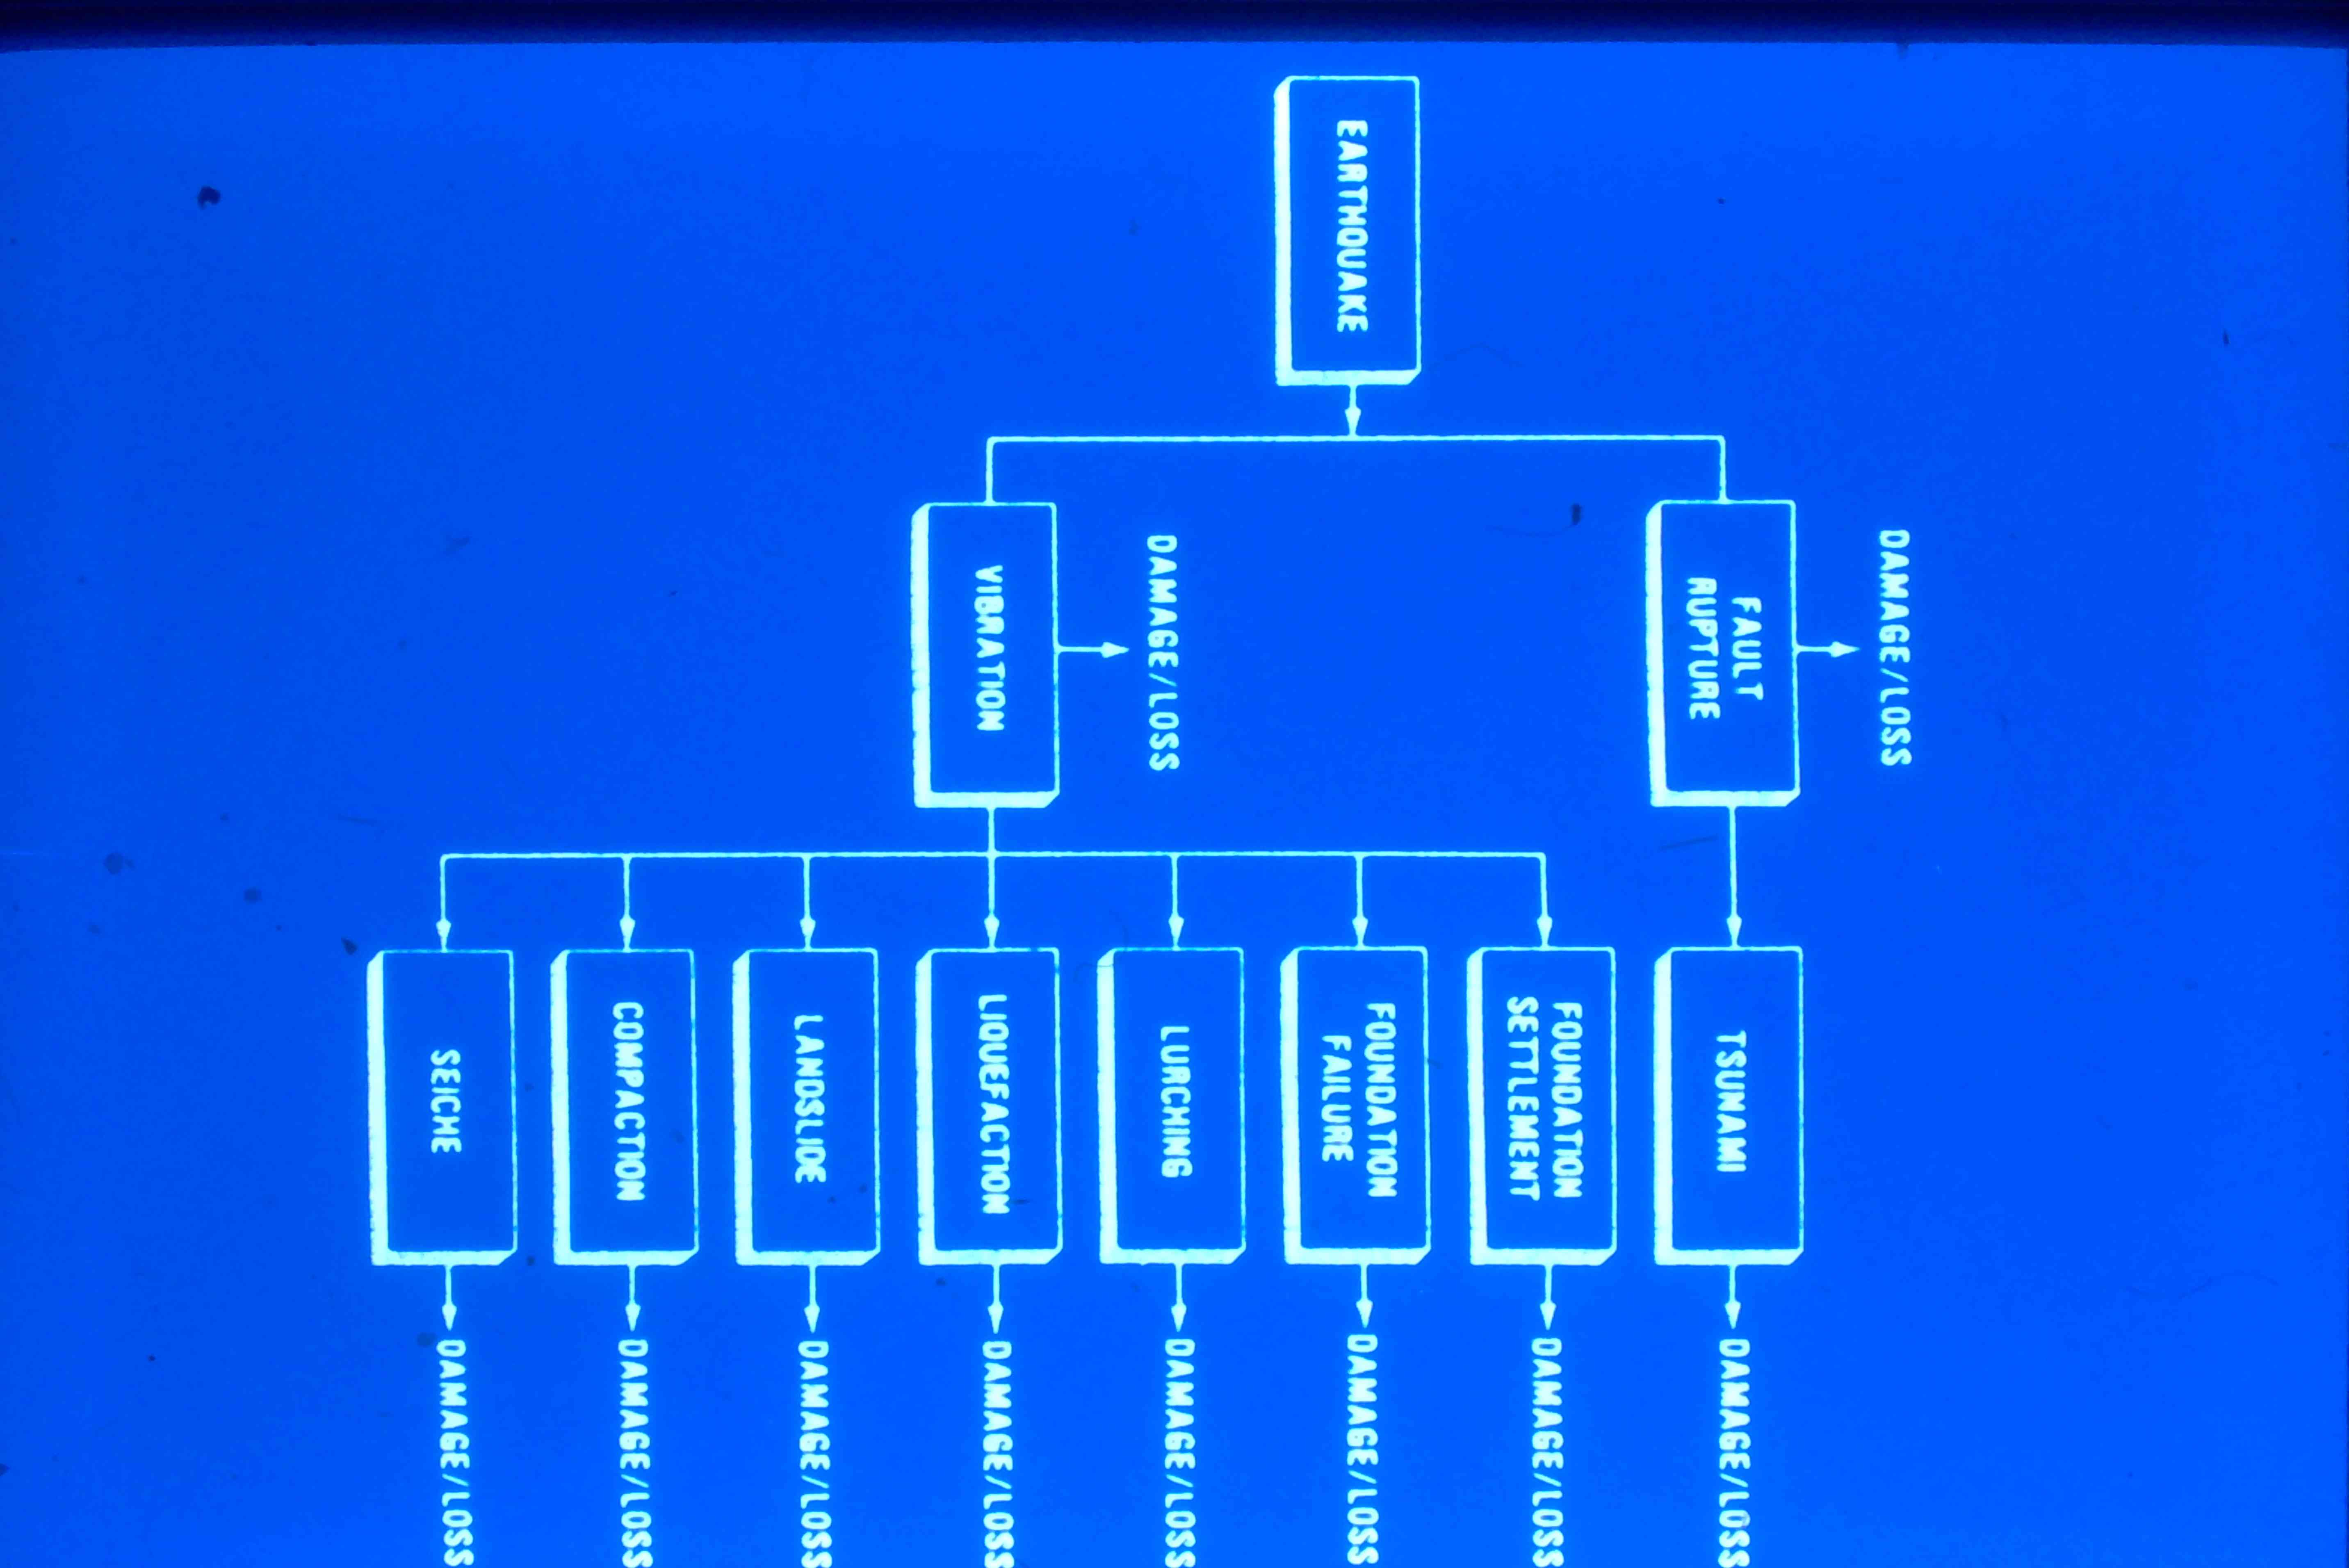 EARTHQUAKE
DAMAGE/LOSS
FAULT
RUPTURE
DAMAGE/LOSS
VIBRATION
TSUNAMI
DAMAGE/LOSS
FOUNDATION
SETTLEMENT
DAMAGE/LOSS
FOUNDATION
FAILURE
DAMAGE/LOSS
LURCHING
DAMAGE/LOSS
LIQUEFACTION
DAMAGE/LOSS
LANDSLIDE
DAMAGE/LOSS
COMPACTION
DAMAGE/LOSS
SEICHE
DAMAGE/LOSS